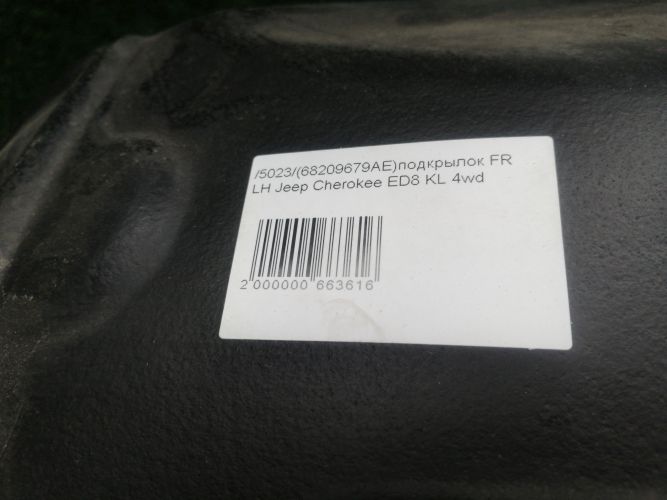 /5023/(68209679AE)подкрылок FR
LH Jeep Cherokee ED8 KL 4wd
2 000000 663616